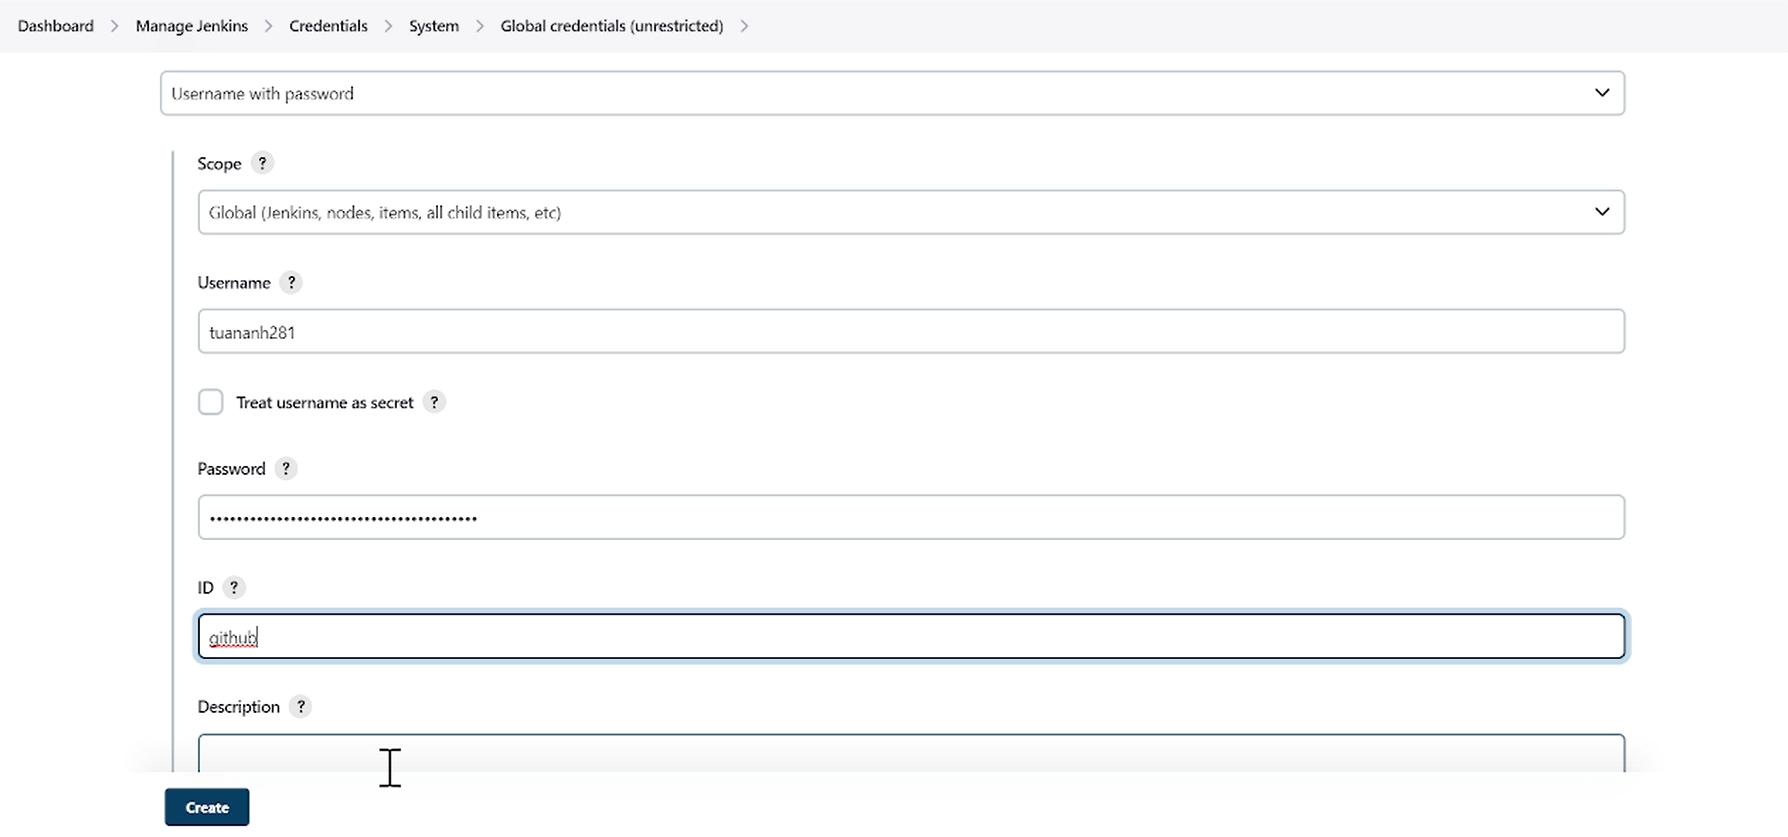 Dashboard > Manage Jenkins > Credentials > System > Global credentials (unrestricted) >
Username with password
Scope ?
Global (Jenkins, nodes, items, all child items, etc)
Username ?
tuananh281
Treat username as secret ?
Password ?
••••••••••••••••••••••••••••••••••••••••
ID ?
github
Description ?
Create